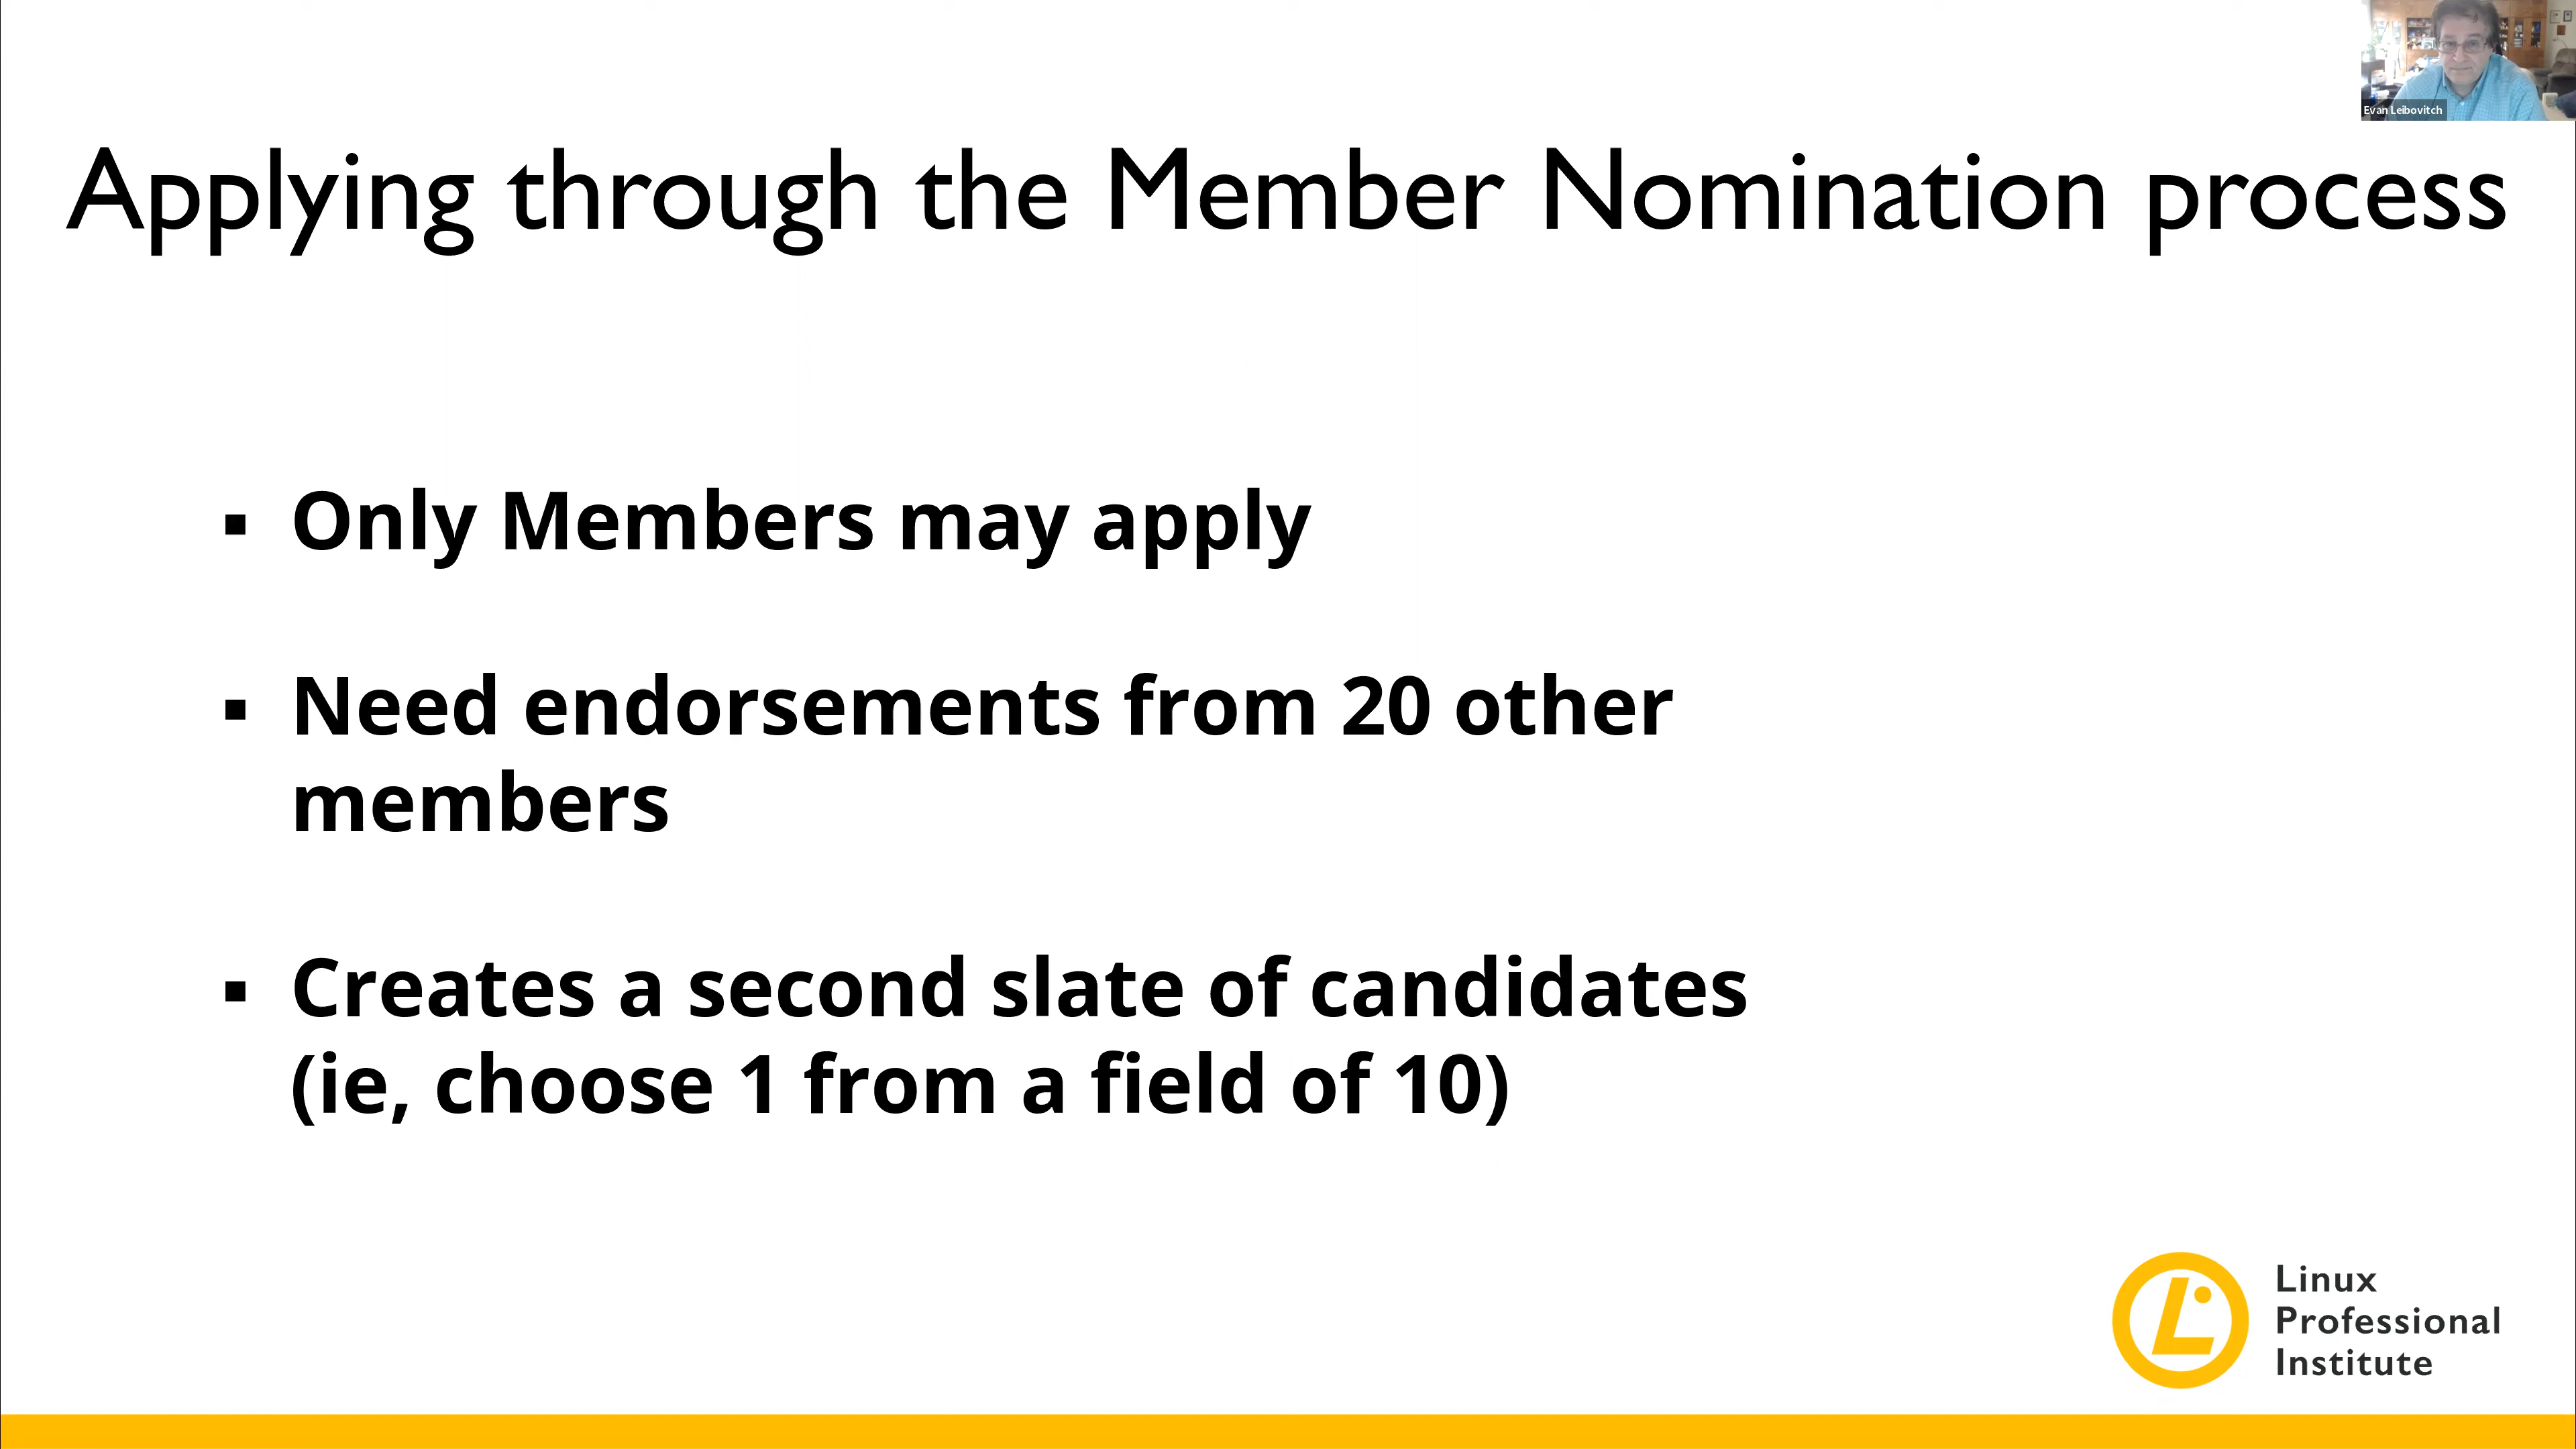 Evan Leibovitch
Applying through the Member Nomination process
▪ Only Members may apply
▪ Need endorsements from 20 other
members
▪ Creates a second slate of candidates
(ie, choose 1 from a field of 10)
Linux
Professional
Institute